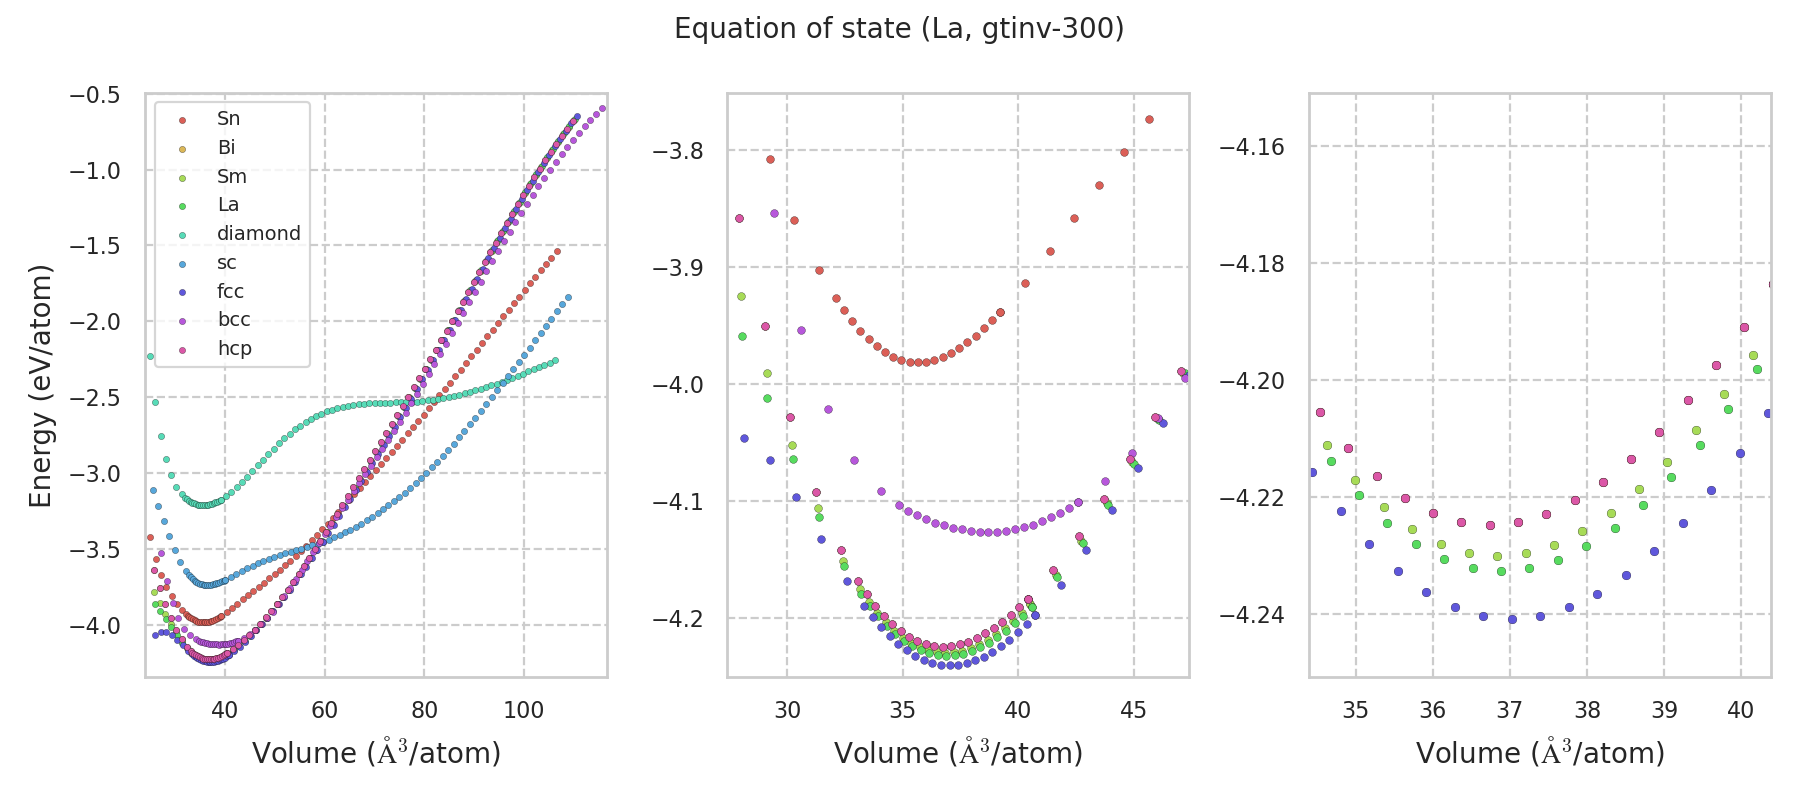 Equation of state (La, gtinv-300)
Energy (eV/atom)
−0.5
−1.0
−1.5
−2.0
−2.5
−3.0
−3.5
−4.0
Sn
Bi
Sm
La
diamond
sc
fcc
bcc
hcp
40 60 80 100
Volume (Å³/atom)
−3.8
−3.9
−4.0
−4.1
−4.2
30 35 40 45
Volume (Å³/atom)
−4.16
−4.18
−4.20
−4.22
−4.24
35 36 37 38 39 40
Volume (Å³/atom)